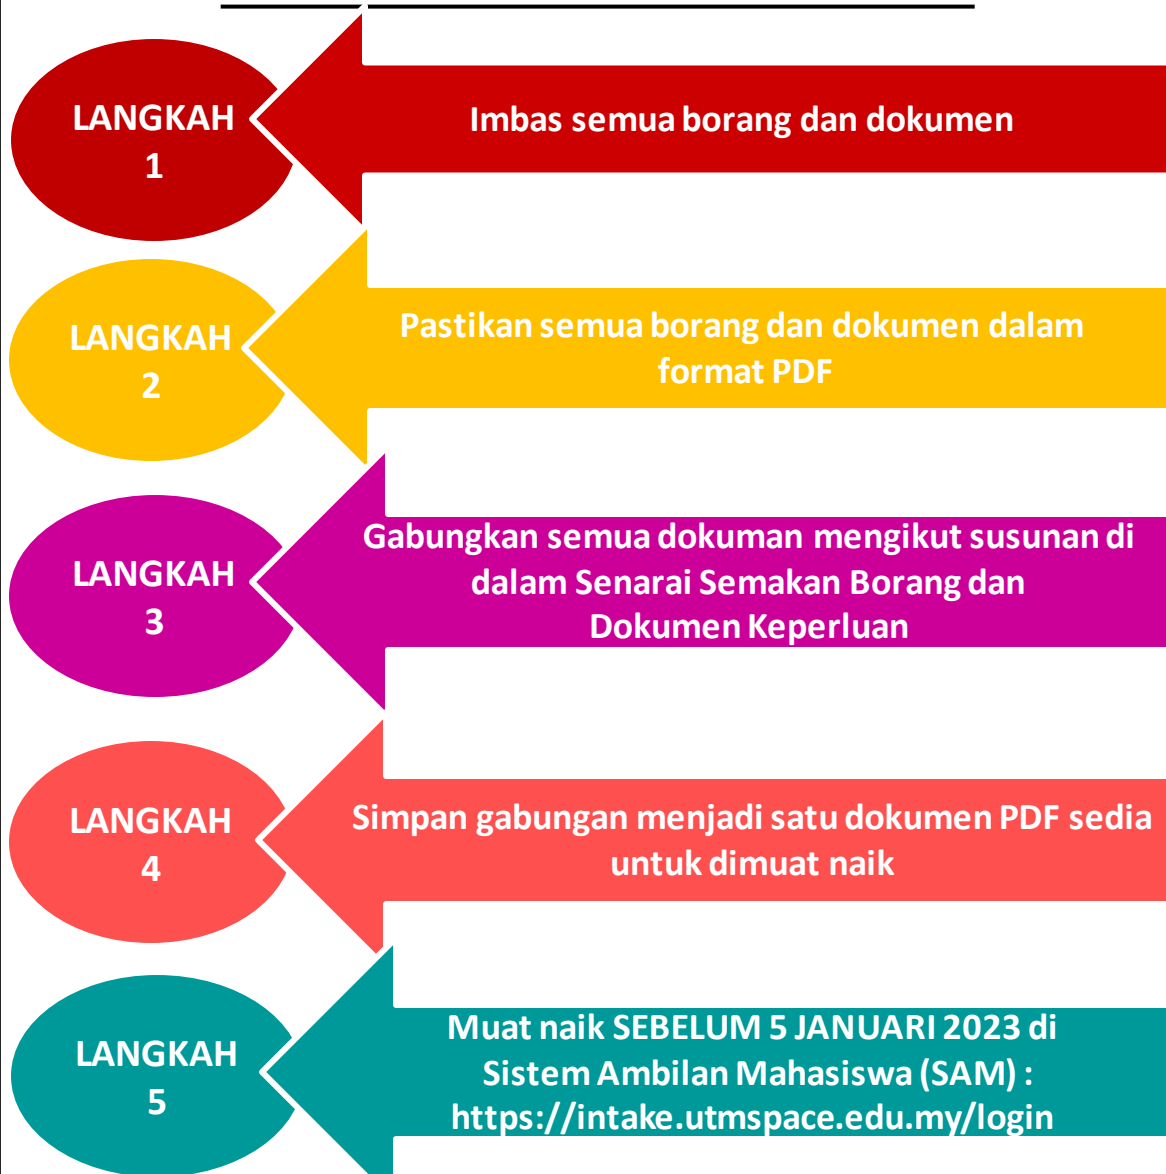 LANGKAH
1
Imbas semua borang dan dokumen
LANGKAH
2
Pastikan semua borang dan dokumen dalam
format PDF
LANGKAH
3
Gabungkan semua dokuman mengikut susunan di
dalam Senarai Semakan Borang dan
Dokumen Keperluan
LANGKAH
4
Simpan gabungan menjadi satu dokumen PDF sedia
untuk dimuat naik
LANGKAH
5
Muat naik SEBELUM 5 JANUARI 2023 di
Sistem Ambilan Mahasiswa (SAM) :
https://intake.utmspace.edu.my/login